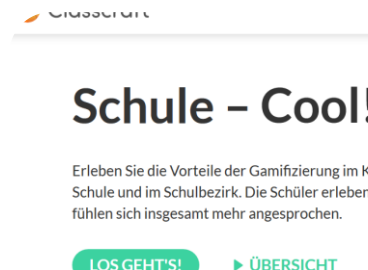 Classcraft
Schule – Cool!
Erleben Sie die Vorteile der Gamifizierung im
Schule und im Schulbezirk. Die Schüler erleben
fühlen sich insgesamt mehr angesprochen.
LOS GEHT'S!
ÜBERSICHT